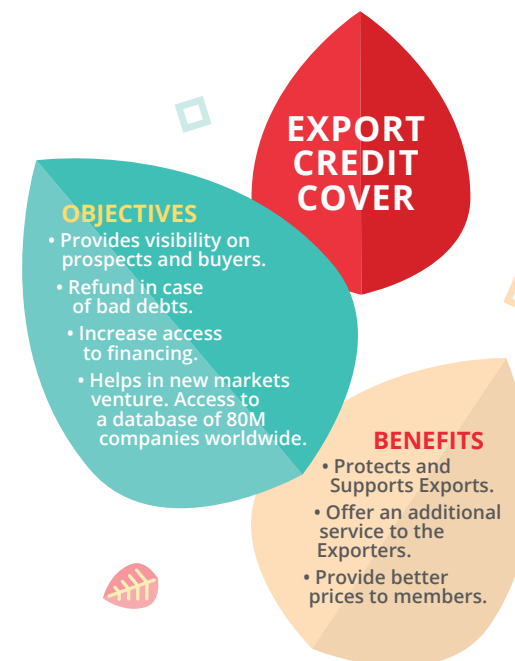 EXPORT
CREDIT
COVER
OBJECTIVES
• Provides visibility on
prospects and buyers.
• Refund in case
of bad debts.
• Increase access
to financing.
• Helps in new markets
venture. Access to
a database of 80M
companies worldwide.
BENEFITS
• Protects and
Supports Exports.
• Offer an additional
service to the
Exporters.
• Provide better
prices to members.